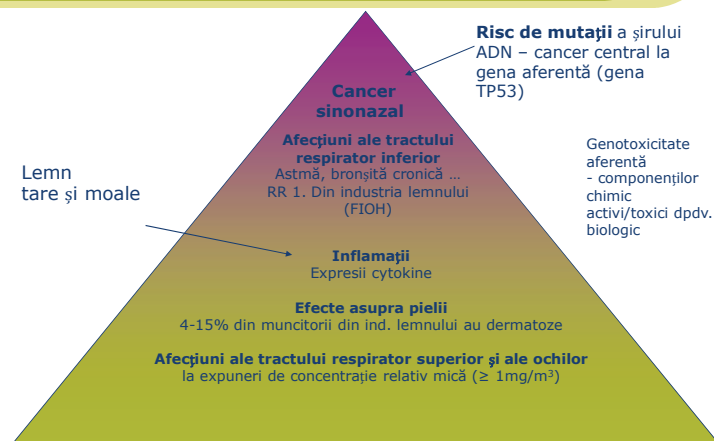 Risc de mutaţii a şirului
ADN – cancer central la
gena aferentă (gena
TP53)
Cancer
sinonazal
Afecţiuni ale tractului
respirator inferior
Astmă, bronşită cronică …
RR 1. Din industria lemnului
(FIOH)
Lemn
tare şi moale
Genotoxicitate
aferentă
- componenţilor
chimic
activi/toxici dpdv.
biologic
Inflamaţii
Expresii cytokine
Efecte asupra pielii
4-15% din muncitorii din ind. lemnului au dermatoze
Afecţiuni ale tractului respirator superior şi ale ochilor
la expuneri de concentraţie relativ mică (≥ 1mg/m³)